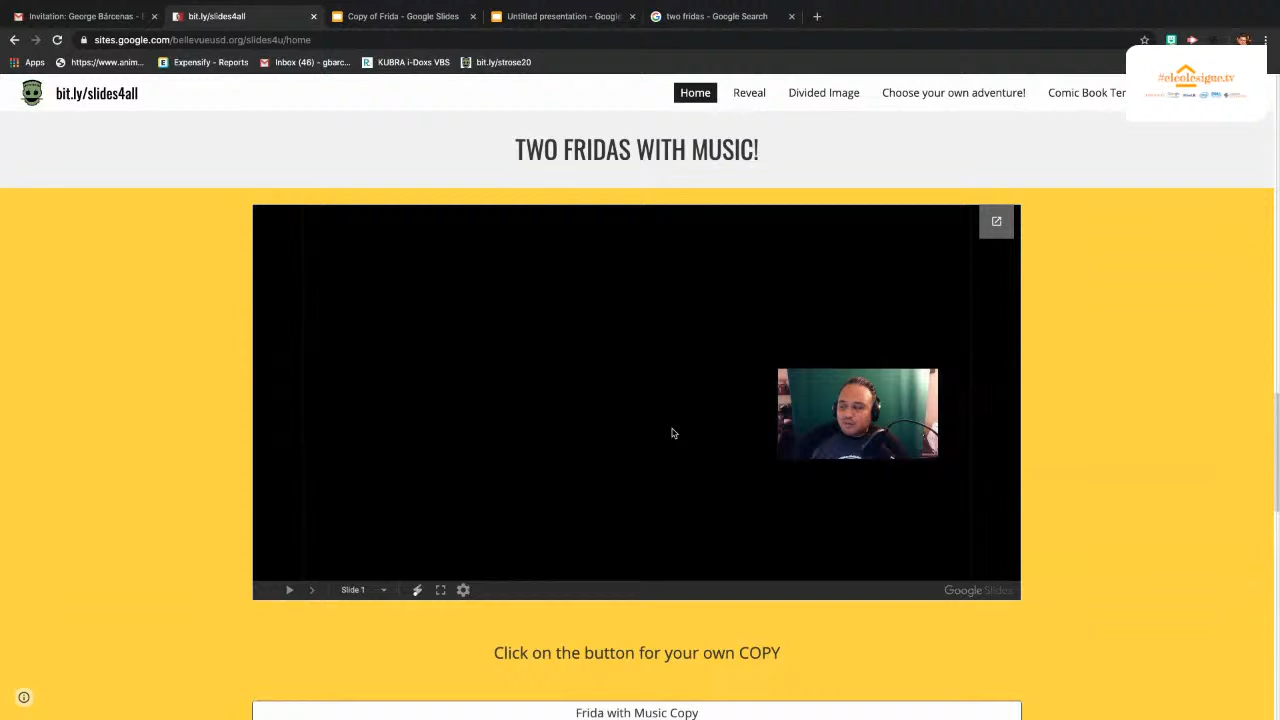 Invitation: George Bárcenas -
bit.ly/slides4all
Copy of Frida - Google Slides
Untitled presentation - Google
two fridas - Google Search
sites.google.com/bellevueusd.org/slides4u/home
Apps
https://www.anim...
Expensify - Reports
Inbox (46) - gbarc...
KUBRA i-Doxs VBS
bit.ly/strose20
#elcolesigue.tv
bit.ly/slides4all
Home
Reveal
Divided Image
Choose your own adventure!
Comic Book Tem
TWO FRIDAS WITH MUSIC!
Slide 1
Google Slides
Click on the button for your own COPY
Frida with Music Copy